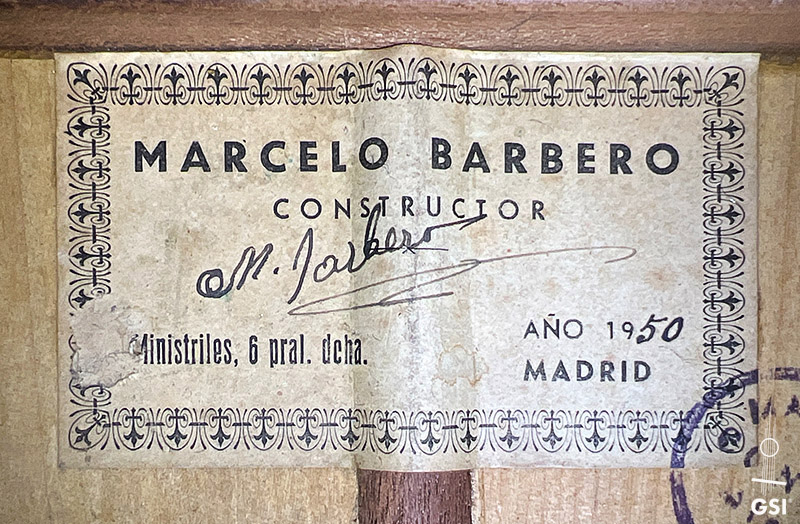 MARCELO BARBERO
CONSTRUCTOR
M. Barbero
Ministriles, 6 pral. dcha.
AÑO 1950
MADRID
GSI